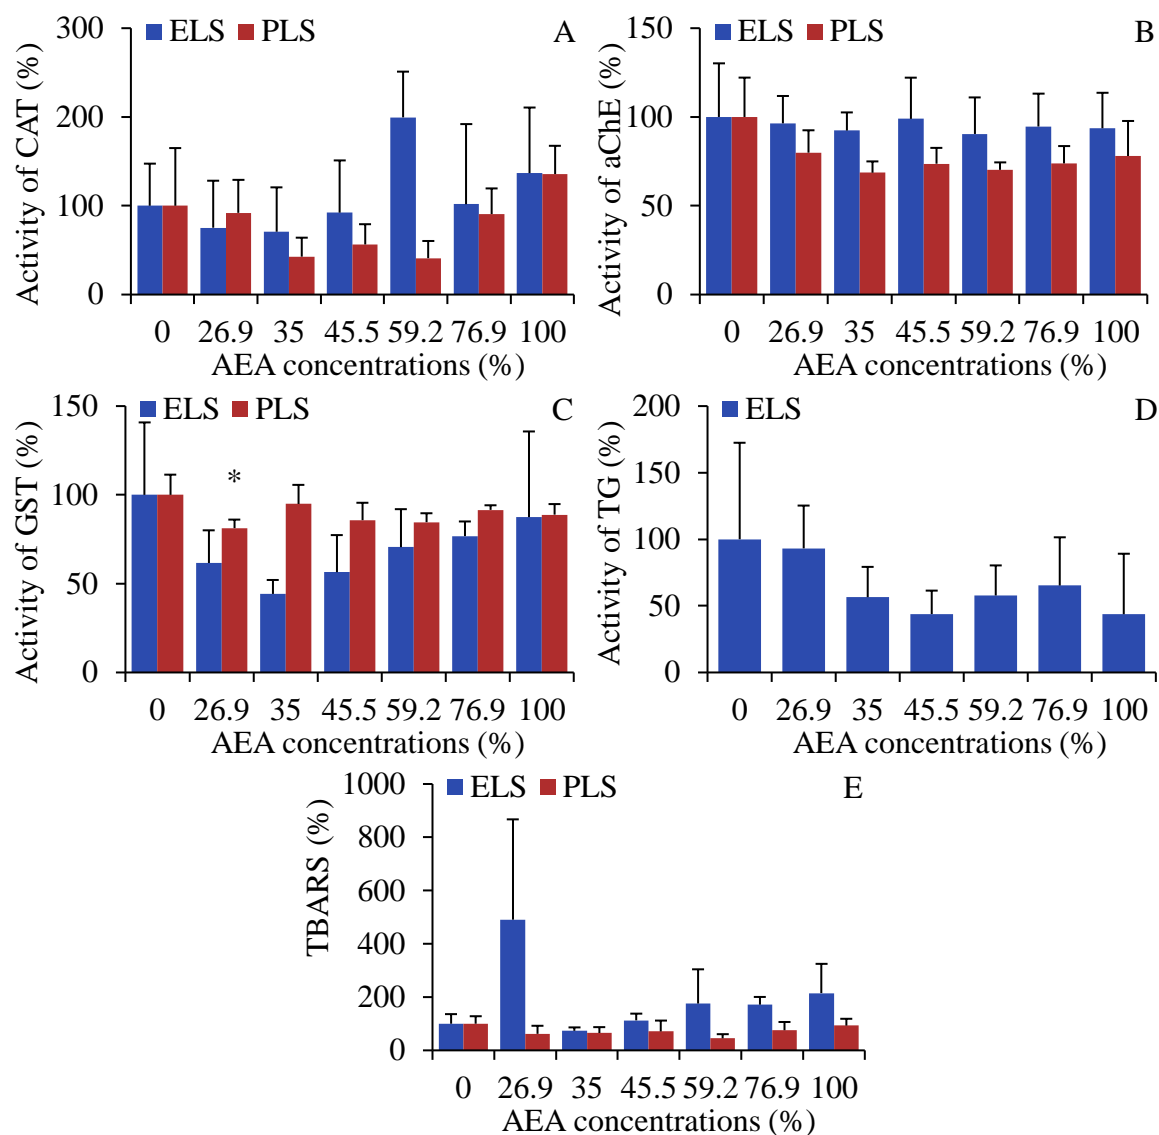 ELS PLS A
Activity of CAT (%)
300
200
100
0
0 26.9 35 45.5 59.2 76.9 100
AEA concentrations (%)
ELS PLS B
Activity of aChE (%)
150
100
50
0
0 26.9 35 45.5 59.2 76.9 100
AEA concentrations (%)
ELS PLS C
Activity of GST (%)
150
100
50
0
*
0 26.9 35 45.5 59.2 76.9 100
AEA concentrations (%)
ELS D
Activity of TG (%)
200
150
100
50
0
0 26.9 35 45.5 59.2 76.9 100
AEA concentrations (%)
ELS PLS E
TBARS (%)
1000
800
600
400
200
0
0 26.9 35 45.5 59.2 76.9 100
AEA concentrations (%)